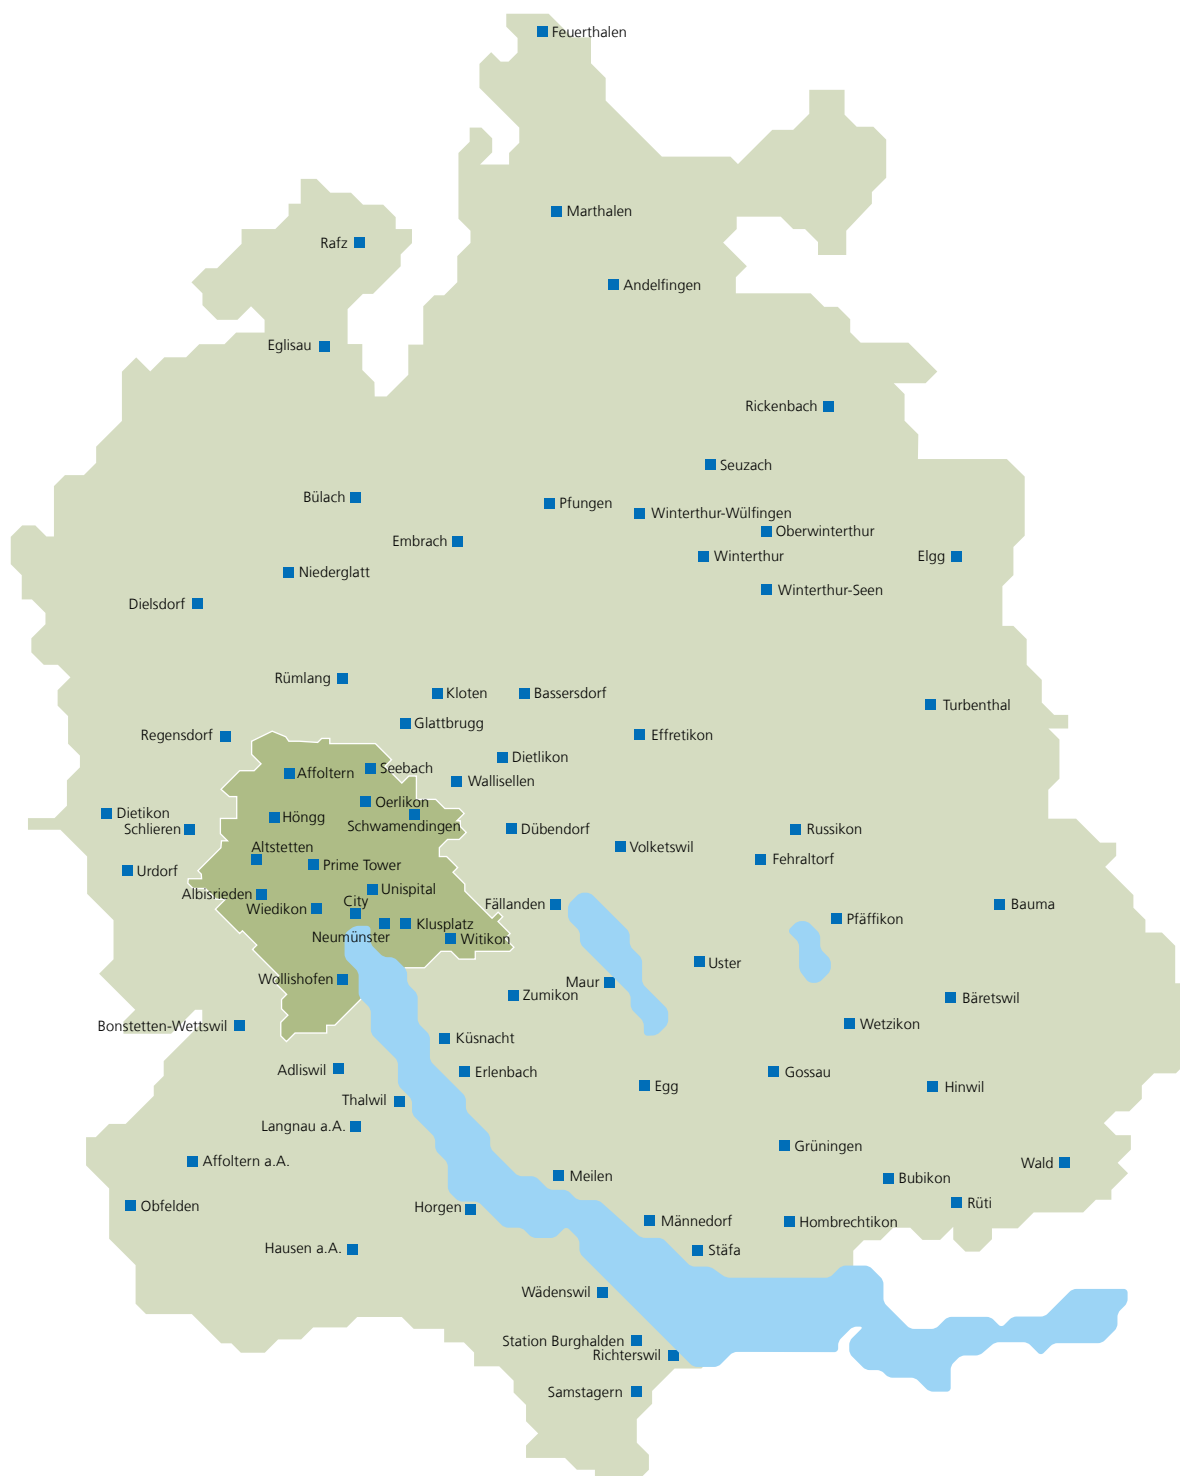 Feuerthalen
Marthalen
Rafz
Andelfingen
Eglisau
Rickenbach
Seuzach
Bülach
Pfungen
Winterthur-Wülfingen
Oberwinterthur
Embrach
Winterthur
Elgg
Niederglatt
Winterthur-Seen
Dielsdorf
Rümlang
Kloten
Bassersdorf
Turbenthal
Glattbrugg
Regensdorf
Effretikon
Dietlikon
Seebach
Affoltern
Wallisellen
Oerlikon
Dietikon
Höngg
Schwamendingen
Schlieren
Dübendorf
Russikon
Altstetten
Volketswil
Fehraltorf
Prime Tower
Urdorf
Unispital
Albisrieden
City
Fällanden
Bauma
Wiedikon
Pfäffikon
Klusplatz
Neumünster
Witikon
Uster
Wollishofen
Maur
Zumikon
Bäretswil
Bonstetten-Wettswil
Wetzikon
Küsnacht
Adliswil
Erlenbach
Gossau
Egg
Hinwil
Thalwil
Langnau a.A.
Grüningen
Affoltern a.A.
Wald
Meilen
Bubikon
Obfelden
Rüti
Horgen
Männedorf
Hombrechtikon
Hausen a.A.
Stäfa
Wädenswil
Station Burghalden
Richterswil
Samstagern